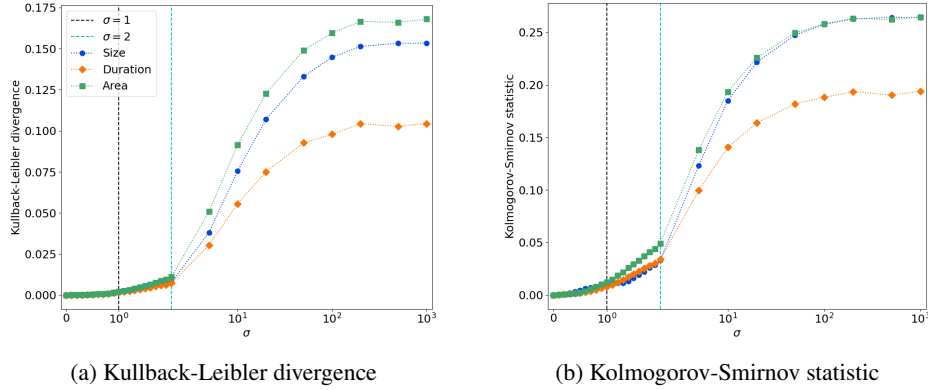 0.175
0.150
0.125
0.100
0.075
0.050
0.025
0.000
Kullback-Leibler divergence
σ = 1
σ = 2
Size
Duration
Area
0
10⁰
10¹
10²
10³
σ
0.25
0.20
0.15
0.10
0.05
0.00
Kolmogorov-Smirnov statistic
0
10⁰
10¹
10²
10³
σ
(a) Kullback-Leibler divergence
(b) Kolmogorov-Smirnov statistic